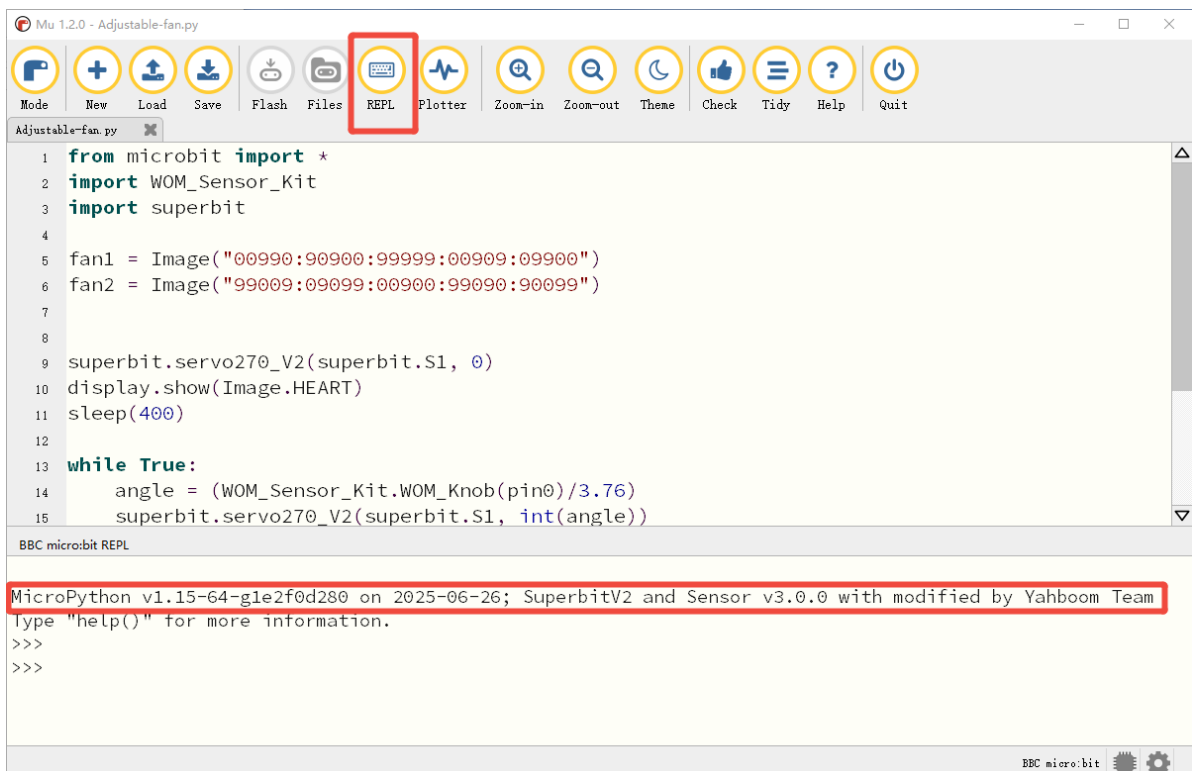 Mu 1.2.0 - Adjustable-fan.py
Mode New Load Save Flash Files REPL Plotter Zoom-in Zoom-out Theme Check Tidy Help Quit
Adjustable-fan.py
1 from microbit import *
2 import WOM_Sensor_Kit
3 import superbit
4
5 fan1 = Image("00990:90900:99999:00909:09900")
6 fan2 = Image("99009:09099:00900:99090:90099")
7
8
9 superbit.servo270_V2(superbit.S1, 0)
10 display.show(Image.HEART)
11 sleep(400)
12
13 while True:
14     angle = (WOM_Sensor_Kit.WOM_Knob(pin0)/3.76)
15     superbit.servo270_V2(superbit.S1, int(angle))
BBC micro:bit REPL
MicroPython v1.15-64-g1e2f0d280 on 2025-06-26; SuperbitV2 and Sensor v3.0.0 with modified by Yahboom Team
Type "help()" for more information.
>>>
>>>
BBC micro:bit